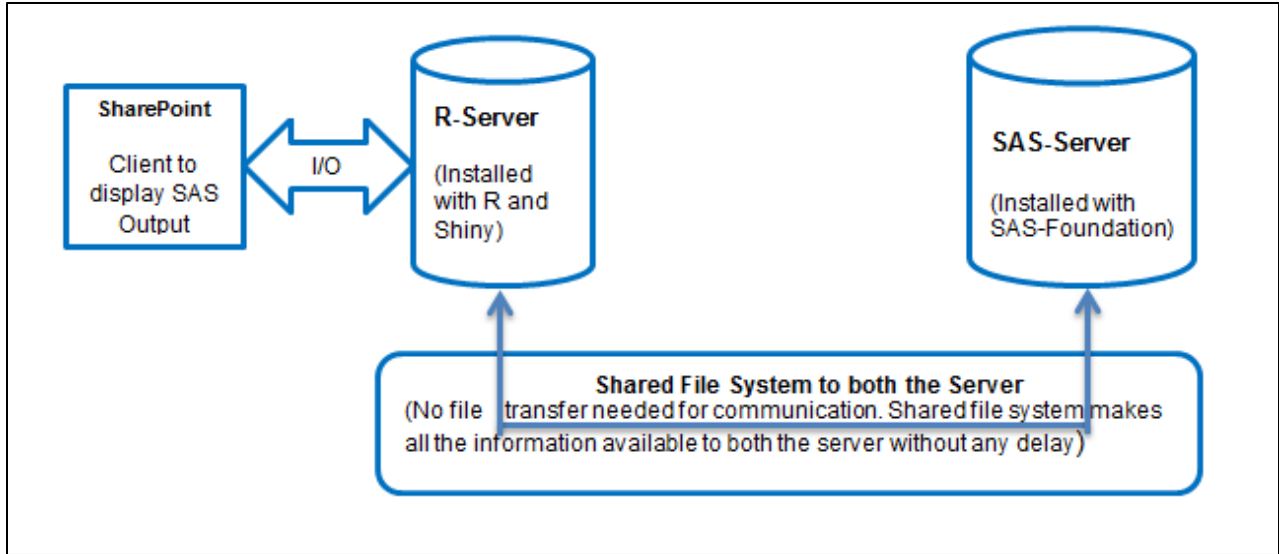 SharePoint
Client to
display SAS
Output
I/O
R-Server
(Installed
with R and
Shiny)
SAS-Server
(Installed with
SAS-Foundation)
Shared File System to both the Server
(No file transfer needed for communication. Shared file system makes
all the information available to both the server without any delay)